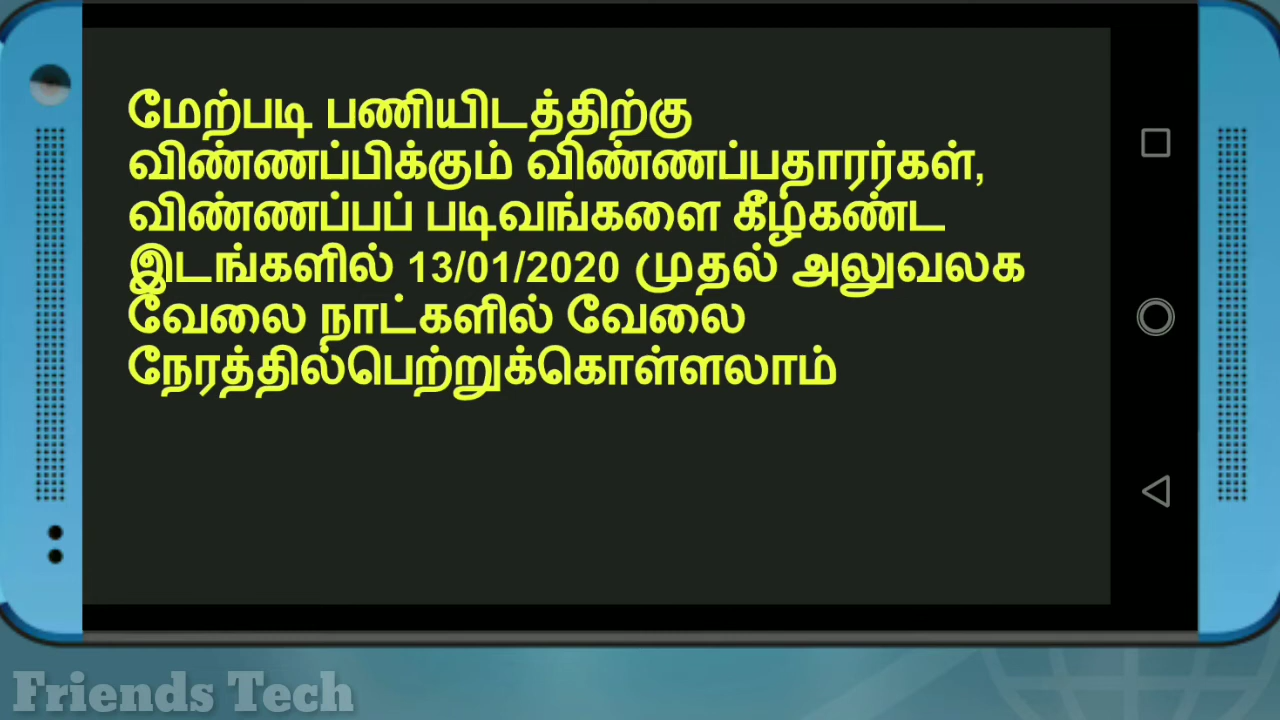 மேற்படி பணியிடத்திற்கு
விண்ணப்பிக்கும் விண்ணப்பதாரர்கள்,
விண்ணப்பப் படிவங்களை கீழ்கண்ட
இடங்களில் 13/01/2020 முதல் அலுவலக
வேலை நாட்களில் வேலை
நேரத்தில்பெற்றுக்கொள்ளலாம்
Friends Tech